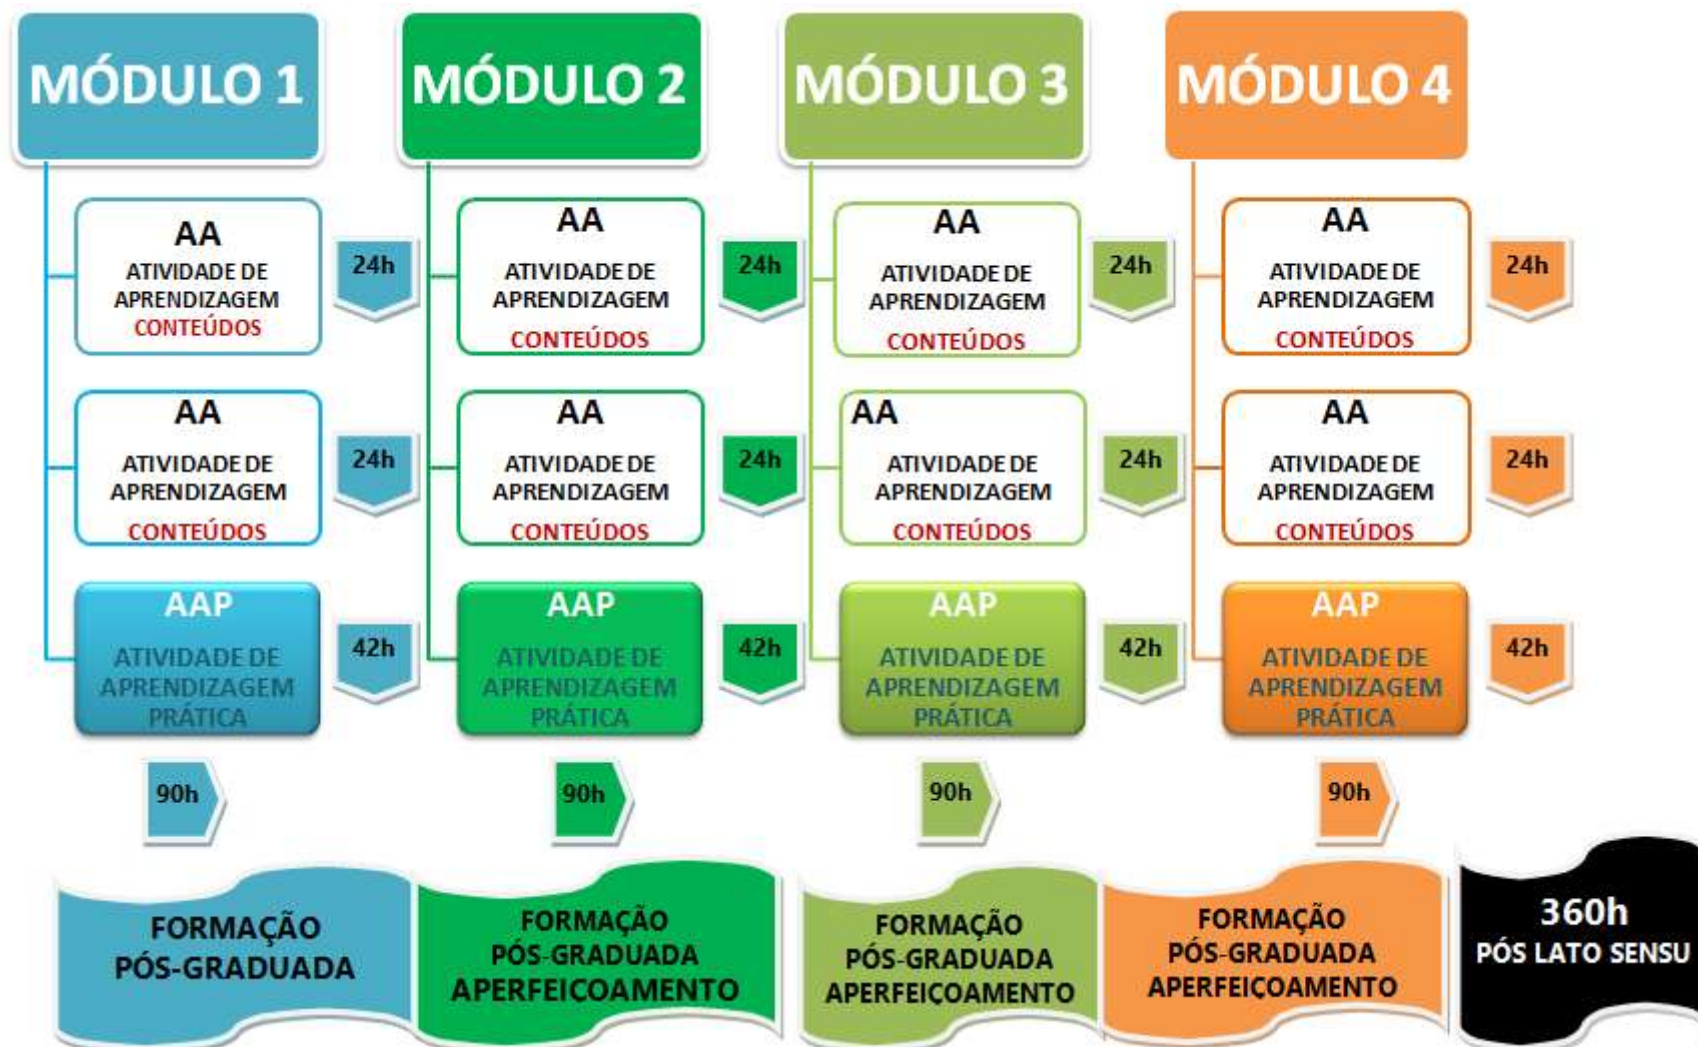 MÓDULO 1
MÓDULO 2
MÓDULO 3
MÓDULO 4
AA
ATIVIDADE DE
APRENDIZAGEM
CONTEÚDOS
24h
AA
ATIVIDADE DE
APRENDIZAGEM
CONTEÚDOS
24h
AA
ATIVIDADE DE
APRENDIZAGEM
CONTEÚDOS
24h
AA
ATIVIDADE DE
APRENDIZAGEM
CONTEÚDOS
24h
AA
ATIVIDADE DE
APRENDIZAGEM
CONTEÚDOS
24h
AA
ATIVIDADE DE
APRENDIZAGEM
CONTEÚDOS
24h
AA
ATIVIDADE DE
APRENDIZAGEM
CONTEÚDOS
24h
AA
ATIVIDADE DE
APRENDIZAGEM
CONTEÚDOS
24h
AAP
ATIVIDADE DE
APRENDIZAGEM
PRÁTICA
42h
AAP
ATIVIDADE DE
APRENDIZAGEM
PRÁTICA
42h
AAP
ATIVIDADE DE
APRENDIZAGEM
PRÁTICA
42h
AAP
ATIVIDADE DE
APRENDIZAGEM
PRÁTICA
42h
90h
90h
90h
90h
FORMAÇÃO
PÓS-GRADUADA
FORMAÇÃO
PÓS-GRADUADA
APERFEIÇOAMENTO
FORMAÇÃO
PÓS-GRADUADA
APERFEIÇOAMENTO
FORMAÇÃO
PÓS-GRADUADA
APERFEIÇOAMENTO
360h
PÓS LATO SENSU